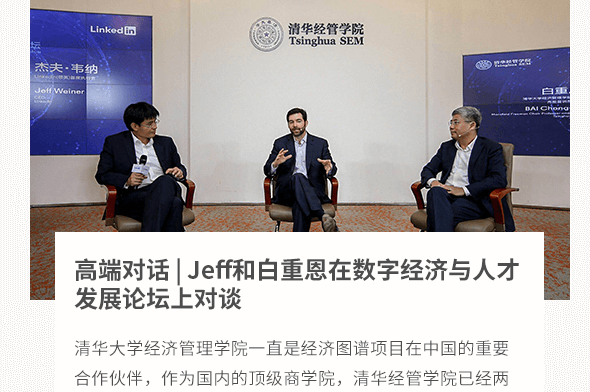 LinkedIn
坛
杰夫·韦纳
Jeff Weiner
清华经管学院
Tsinghua SEM
清华经管学院
Tsinghua SEM
白重恩
BAI Chong
高端对话 | Jeff和白重恩在数字经济与人才
发展论坛上对谈
清华大学经济管理学院一直是经济图谱项目在中国的重要
合作伙伴，作为国内的顶级商学院，清华经管学院已经两